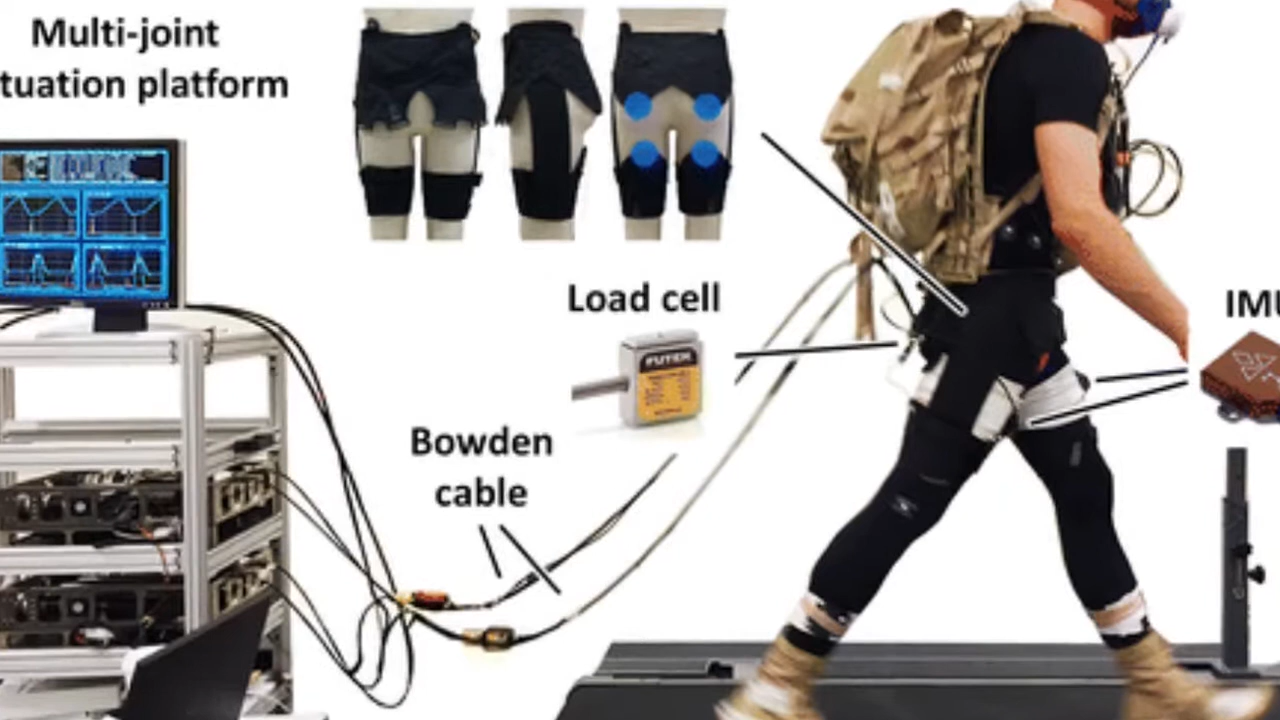 Multi-joint
tuation platform
Load cell
FUTEK
Bowden
cable
IMU